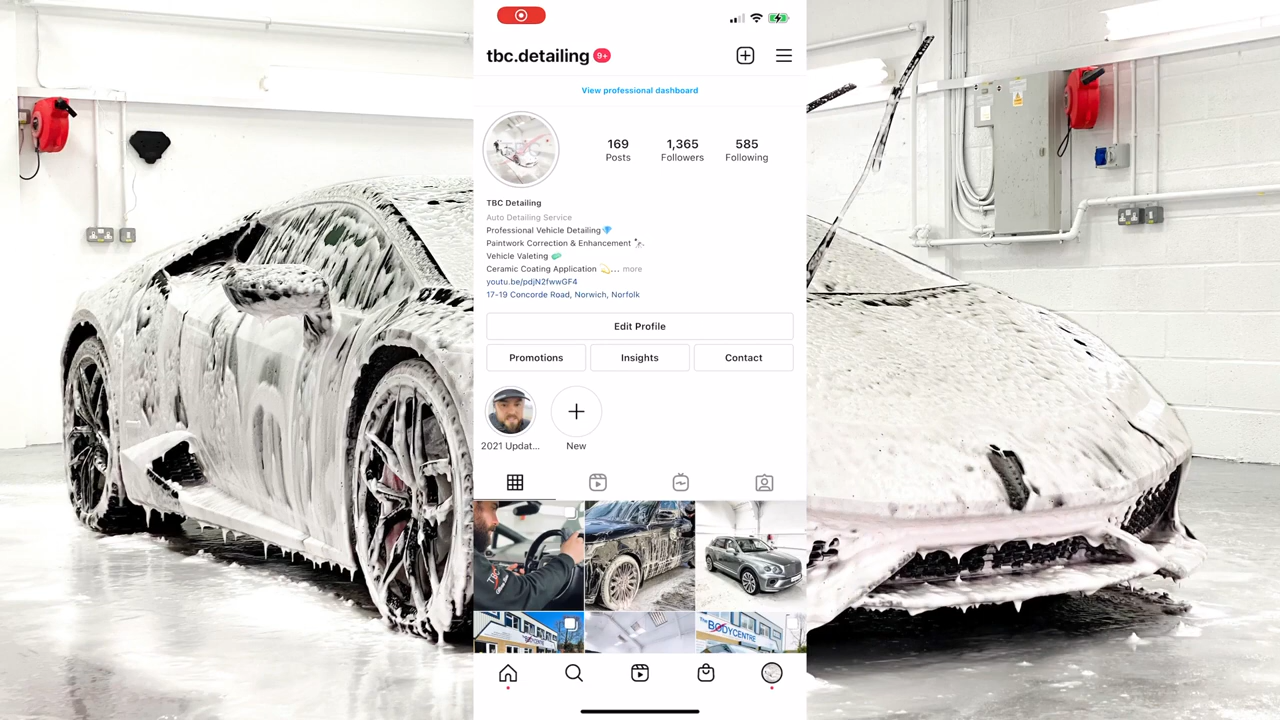 tbc.detailing 9+
View professional dashboard
169 1,365 585
Posts Followers Following
TBC Detailing
Auto Detailing Service
Professional Vehicle Detailing
Paintwork Correction & Enhancement
Vehicle Valeting
Ceramic Coating Application ... more
youtu.be/pdjN2fwwGF4
17-19 Concorde Road, Norwich, Norfolk
Edit Profile
Promotions Insights Contact
2021 Updat... New
The BODYCENTRE